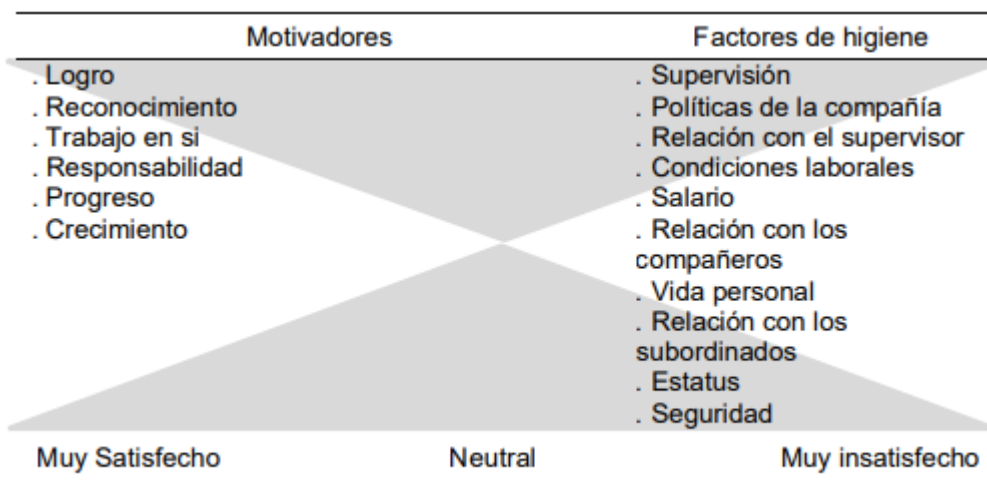 Motivadores
Factores de higiene
. Logro
. Reconocimiento
. Trabajo en si
. Responsabilidad
. Progreso
. Crecimiento
. Supervisión
. Políticas de la compañía
. Relación con el supervisor
. Condiciones laborales
. Salario
. Relación con los
compañeros
. Vida personal
. Relación con los
subordinados
. Estatus
. Seguridad
Muy Satisfecho
Neutral
Muy insatisfecho